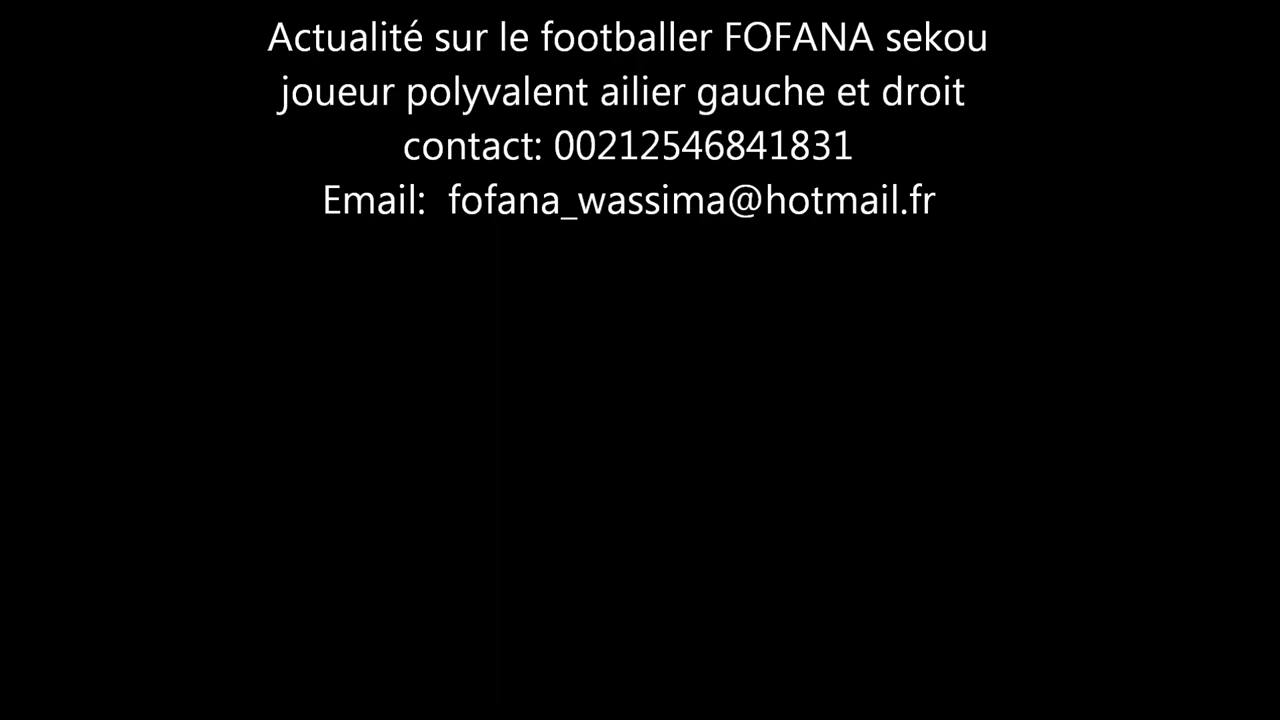 Actualité sur le footballer FOFANA sekou
joueur polyvalent ailier gauche et droit
contact: 00212546841831
Email:  fofana_wassima@hotmail.fr